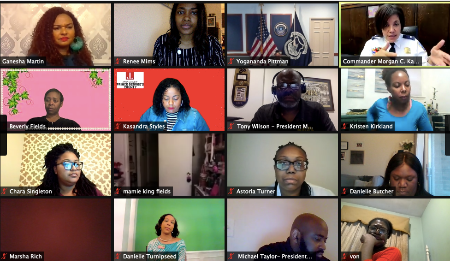 Ganesha Martin
Renee Mims
Yogananda Pittman
Commander Morgan C. Ka...
Beverly Fields
Kasandra Styles
Tony Wilson - President M...
Kristen Kirkland
Chara Singleton
mamie king fields
Astoria Turner
Danielle Butcher
Marsha Rich
Danielle Turnipseed
Michael Taylor- President...
von